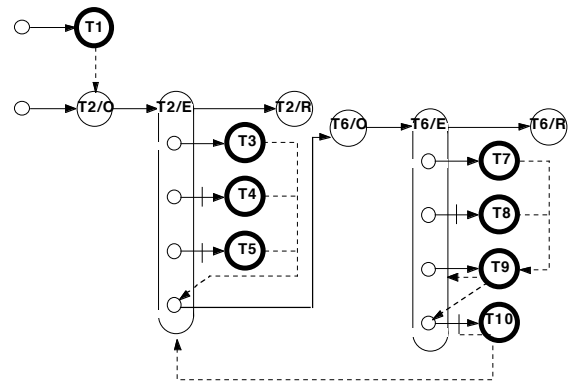 T1
T2/O T2/E T2/R
T6/O T6/E T6/R
T3
T7
T4
T8
T5
T9
T10